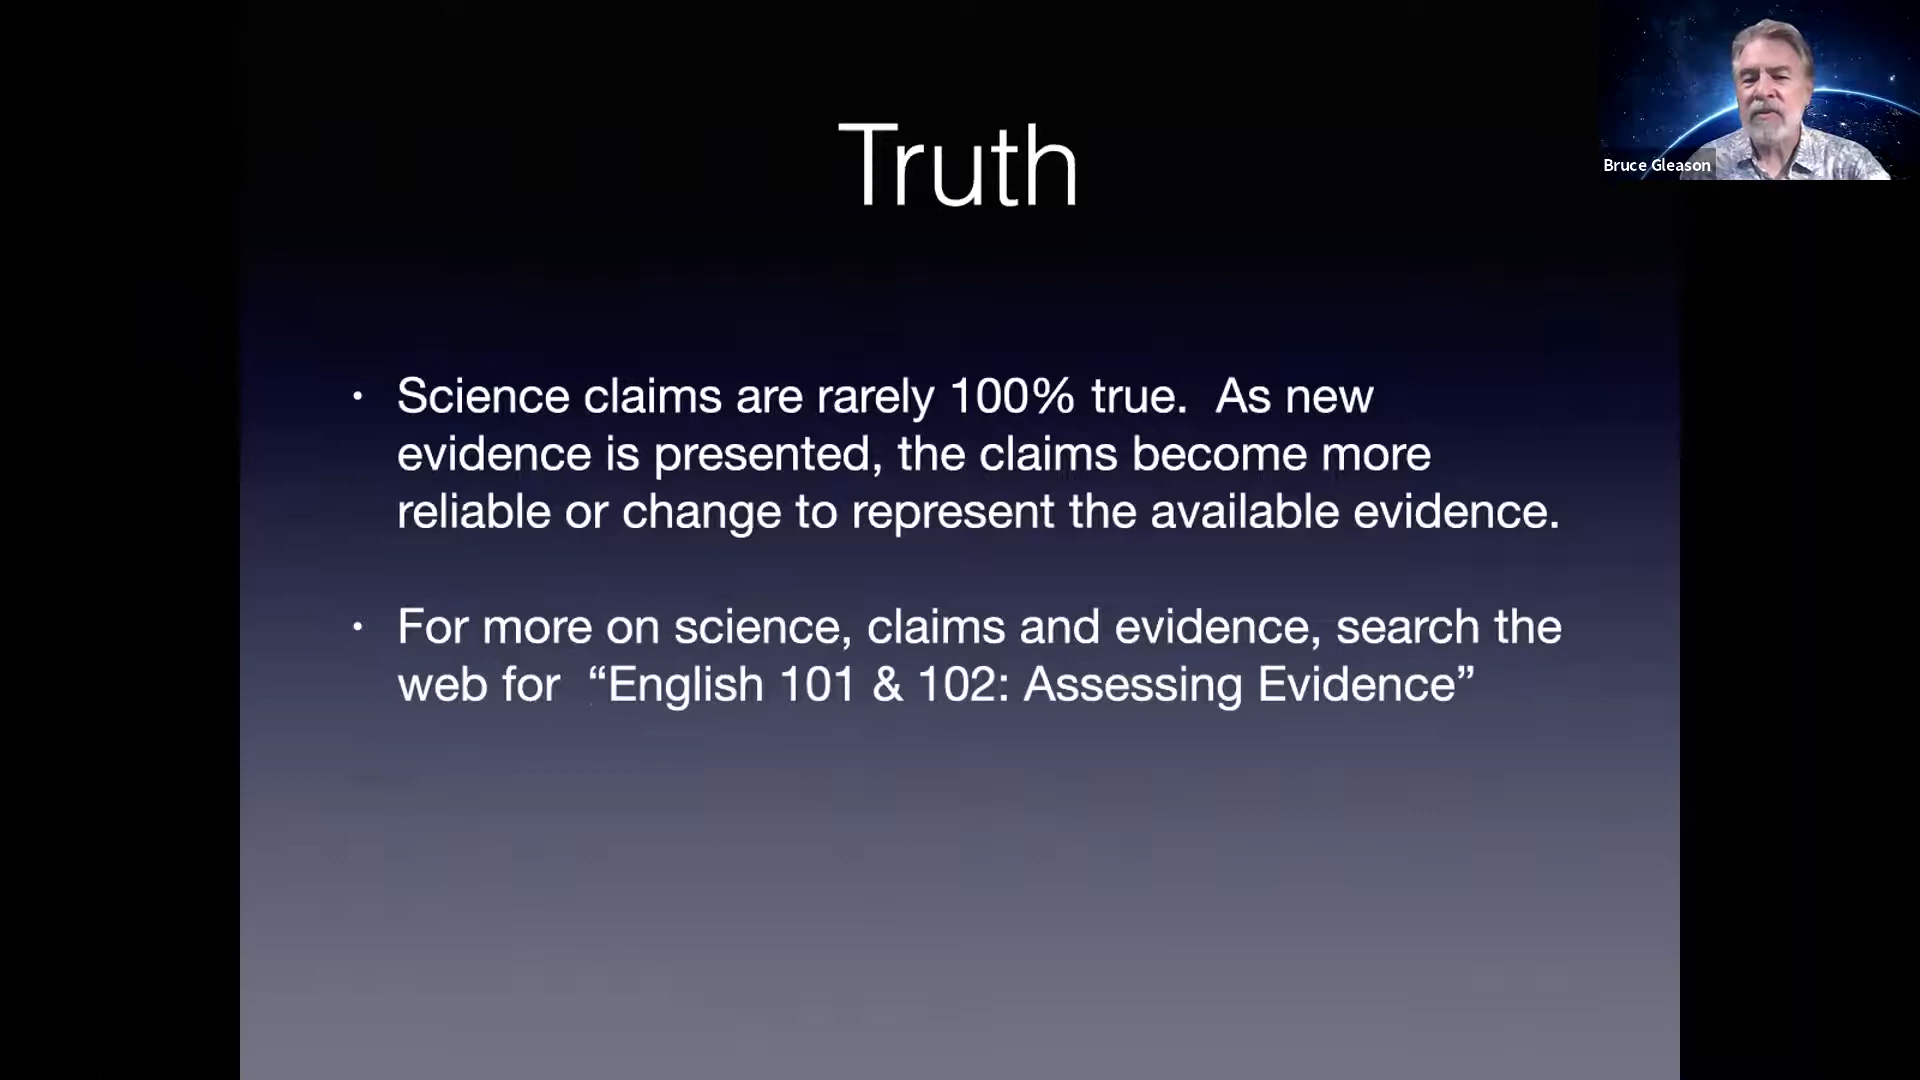 Truth
Bruce Gleason
• Science claims are rarely 100% true.  As new
evidence is presented, the claims become more
reliable or change to represent the available evidence.
• For more on science, claims and evidence, search the
web for  “English 101 & 102: Assessing Evidence”